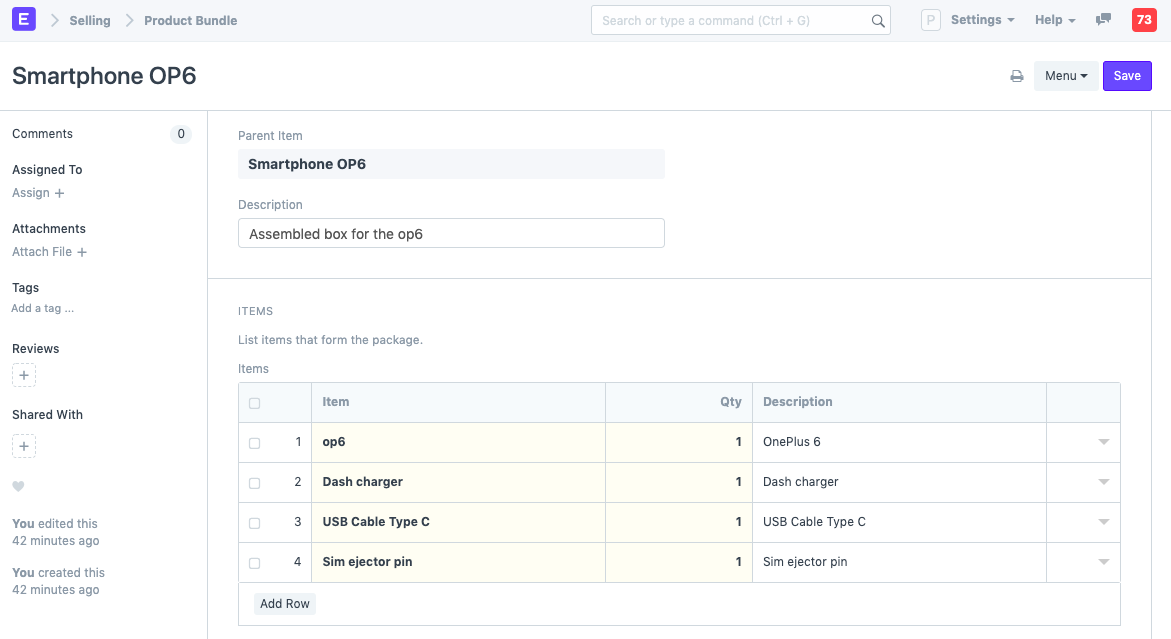 E Selling Product Bundle Search or type a command (Ctrl + G) P Settings Help 73
Smartphone OP6 Menu Save
Comments 0
Assigned To
Assign +
Attachments
Attach File +
Tags
Add a tag ...
Reviews
+
Shared With
+
You edited this
42 minutes ago
You created this
42 minutes ago
Parent Item
Smartphone OP6
Description
Assembled box for the op6
ITEMS
List items that form the package.
Items
Item Qty Description
1 op6 1 OnePlus 6
2 Dash charger 1 Dash charger
3 USB Cable Type C 1 USB Cable Type C
4 Sim ejector pin 1 Sim ejector pin
Add Row